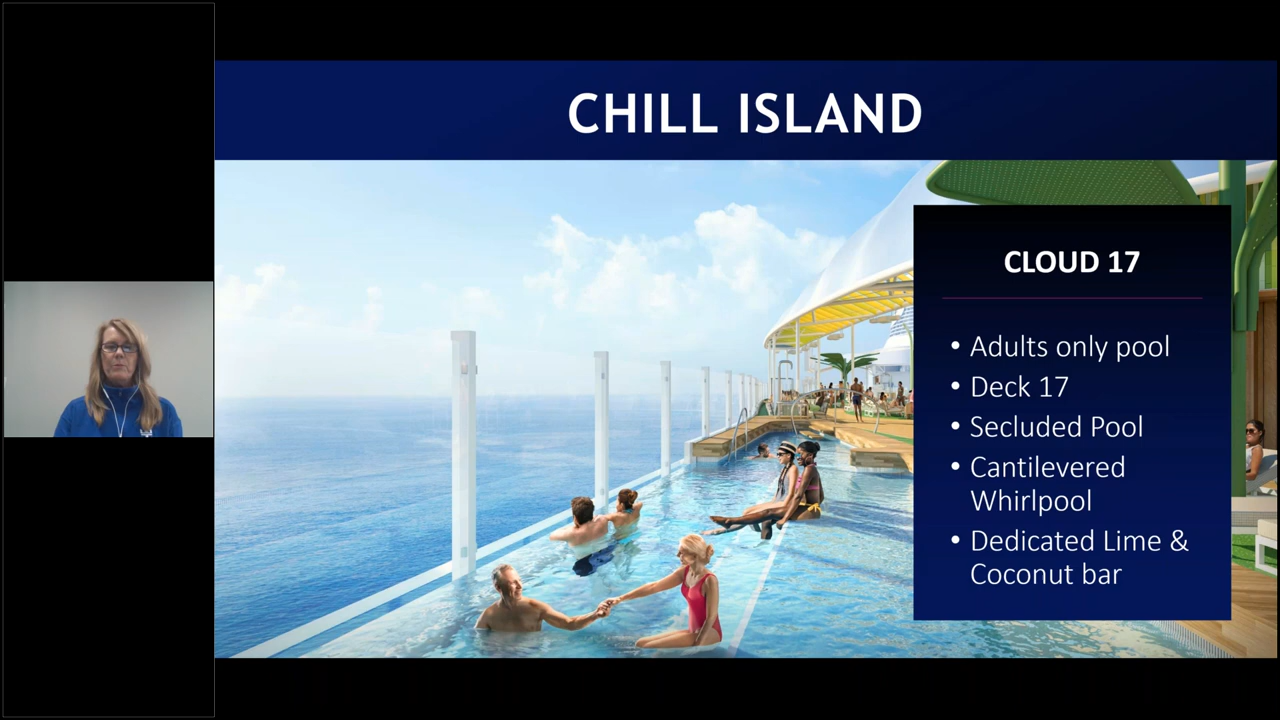 CHILL ISLAND
CLOUD 17
• Adults only pool
• Deck 17
• Secluded Pool
• Cantilevered
Whirlpool
• Dedicated Lime &
Coconut bar